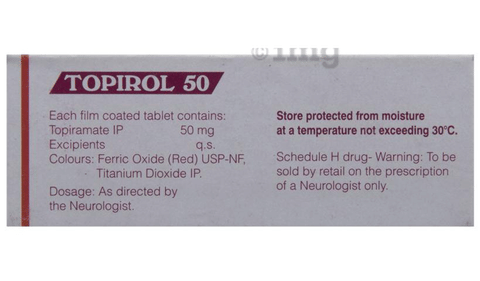 ©1mg
TOPIROL 50
Each film coated tablet contains:
Topiramate IP 50 mg
Excipients q.s.
Colours: Ferric Oxide (Red) USP-NF,
Titanium Dioxide IP.
Dosage: As directed by
the Neurologist.
Store protected from moisture
at a temperature not exceeding 30°C.
Schedule H drug- Warning: To be
sold by retail on the prescription
of a Neurologist only.